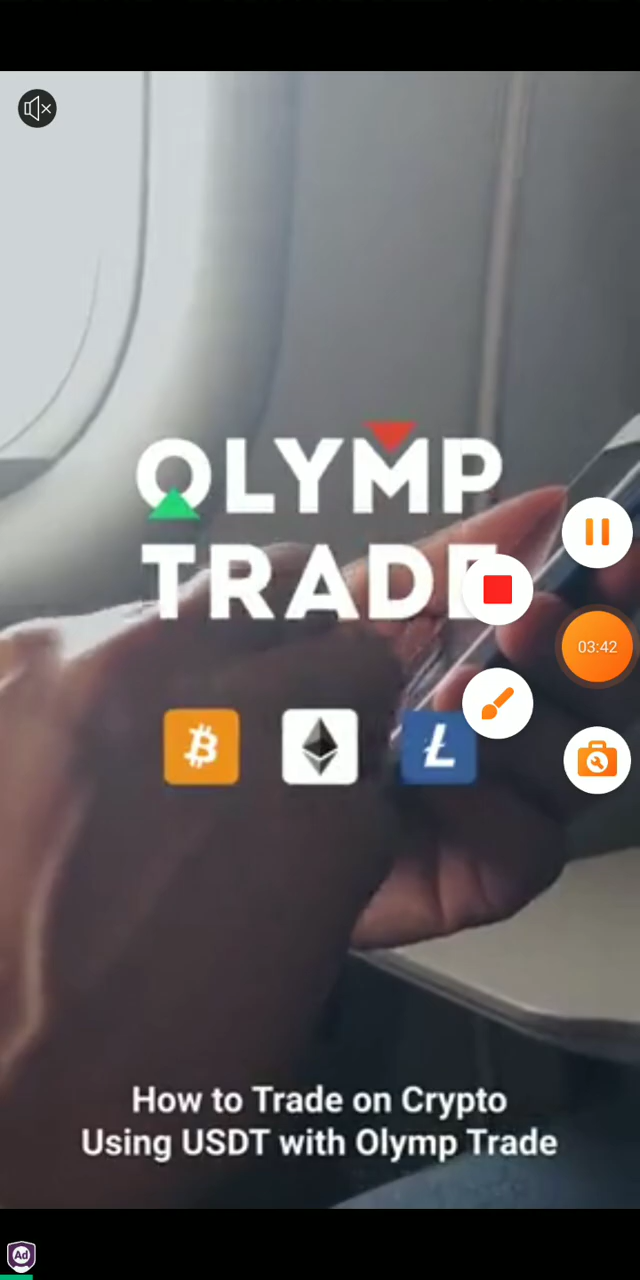 OLYMP
TRADE
03:42
How to Trade on Crypto
Using USDT with Olymp Trade
Ad